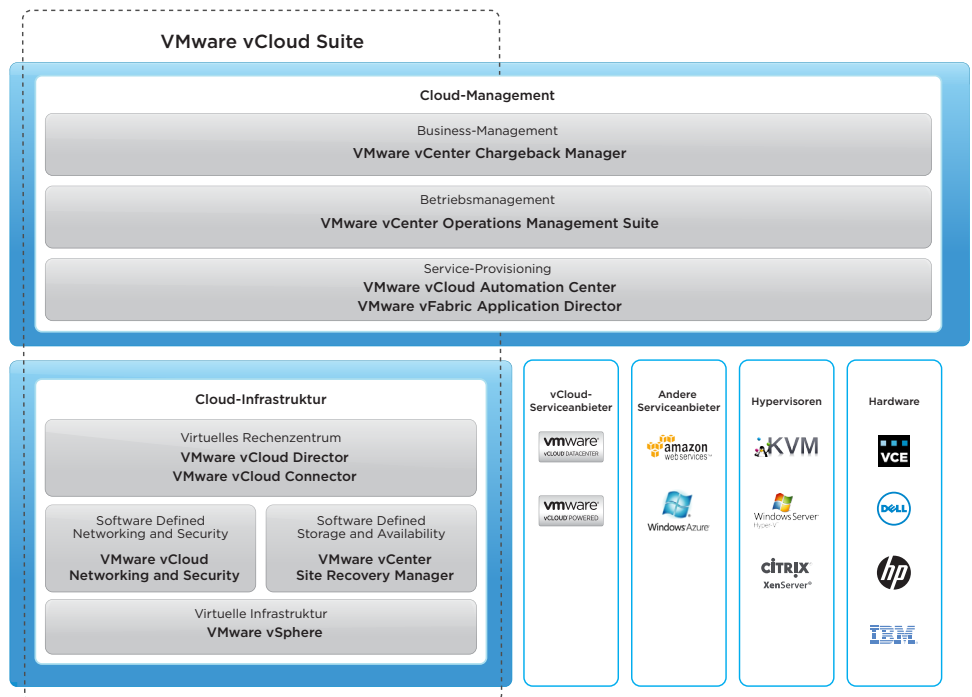 VMware vCloud Suite
Cloud-Management
Business-Management
VMware vCenter Chargeback Manager
Betriebsmanagement
VMware vCenter Operations Management Suite
Service-Provisioning
VMware vCloud Automation Center
VMware vFabric Application Director
Cloud-Infrastruktur
Virtuelles Rechenzentrum
VMware vCloud Director
VMware vCloud Connector
Software Defined
Networking and Security
VMware vCloud
Networking and Security
Software Defined
Storage and Availability
VMware vCenter
Site Recovery Manager
Virtuelle Infrastruktur
VMware vSphere
vCloud-
Serviceanbieter
vmware®
vCLOUD DATACENTER
vmware®
vCLOUD POWERED
Andere
Serviceanbieter
amazon
webservices™
Windows Azure™
Hypervisoren
KVM
Windows Server
Hyper-V
CITRIX
XenServer®
Hardware
VCE
DELL
hp
IBM